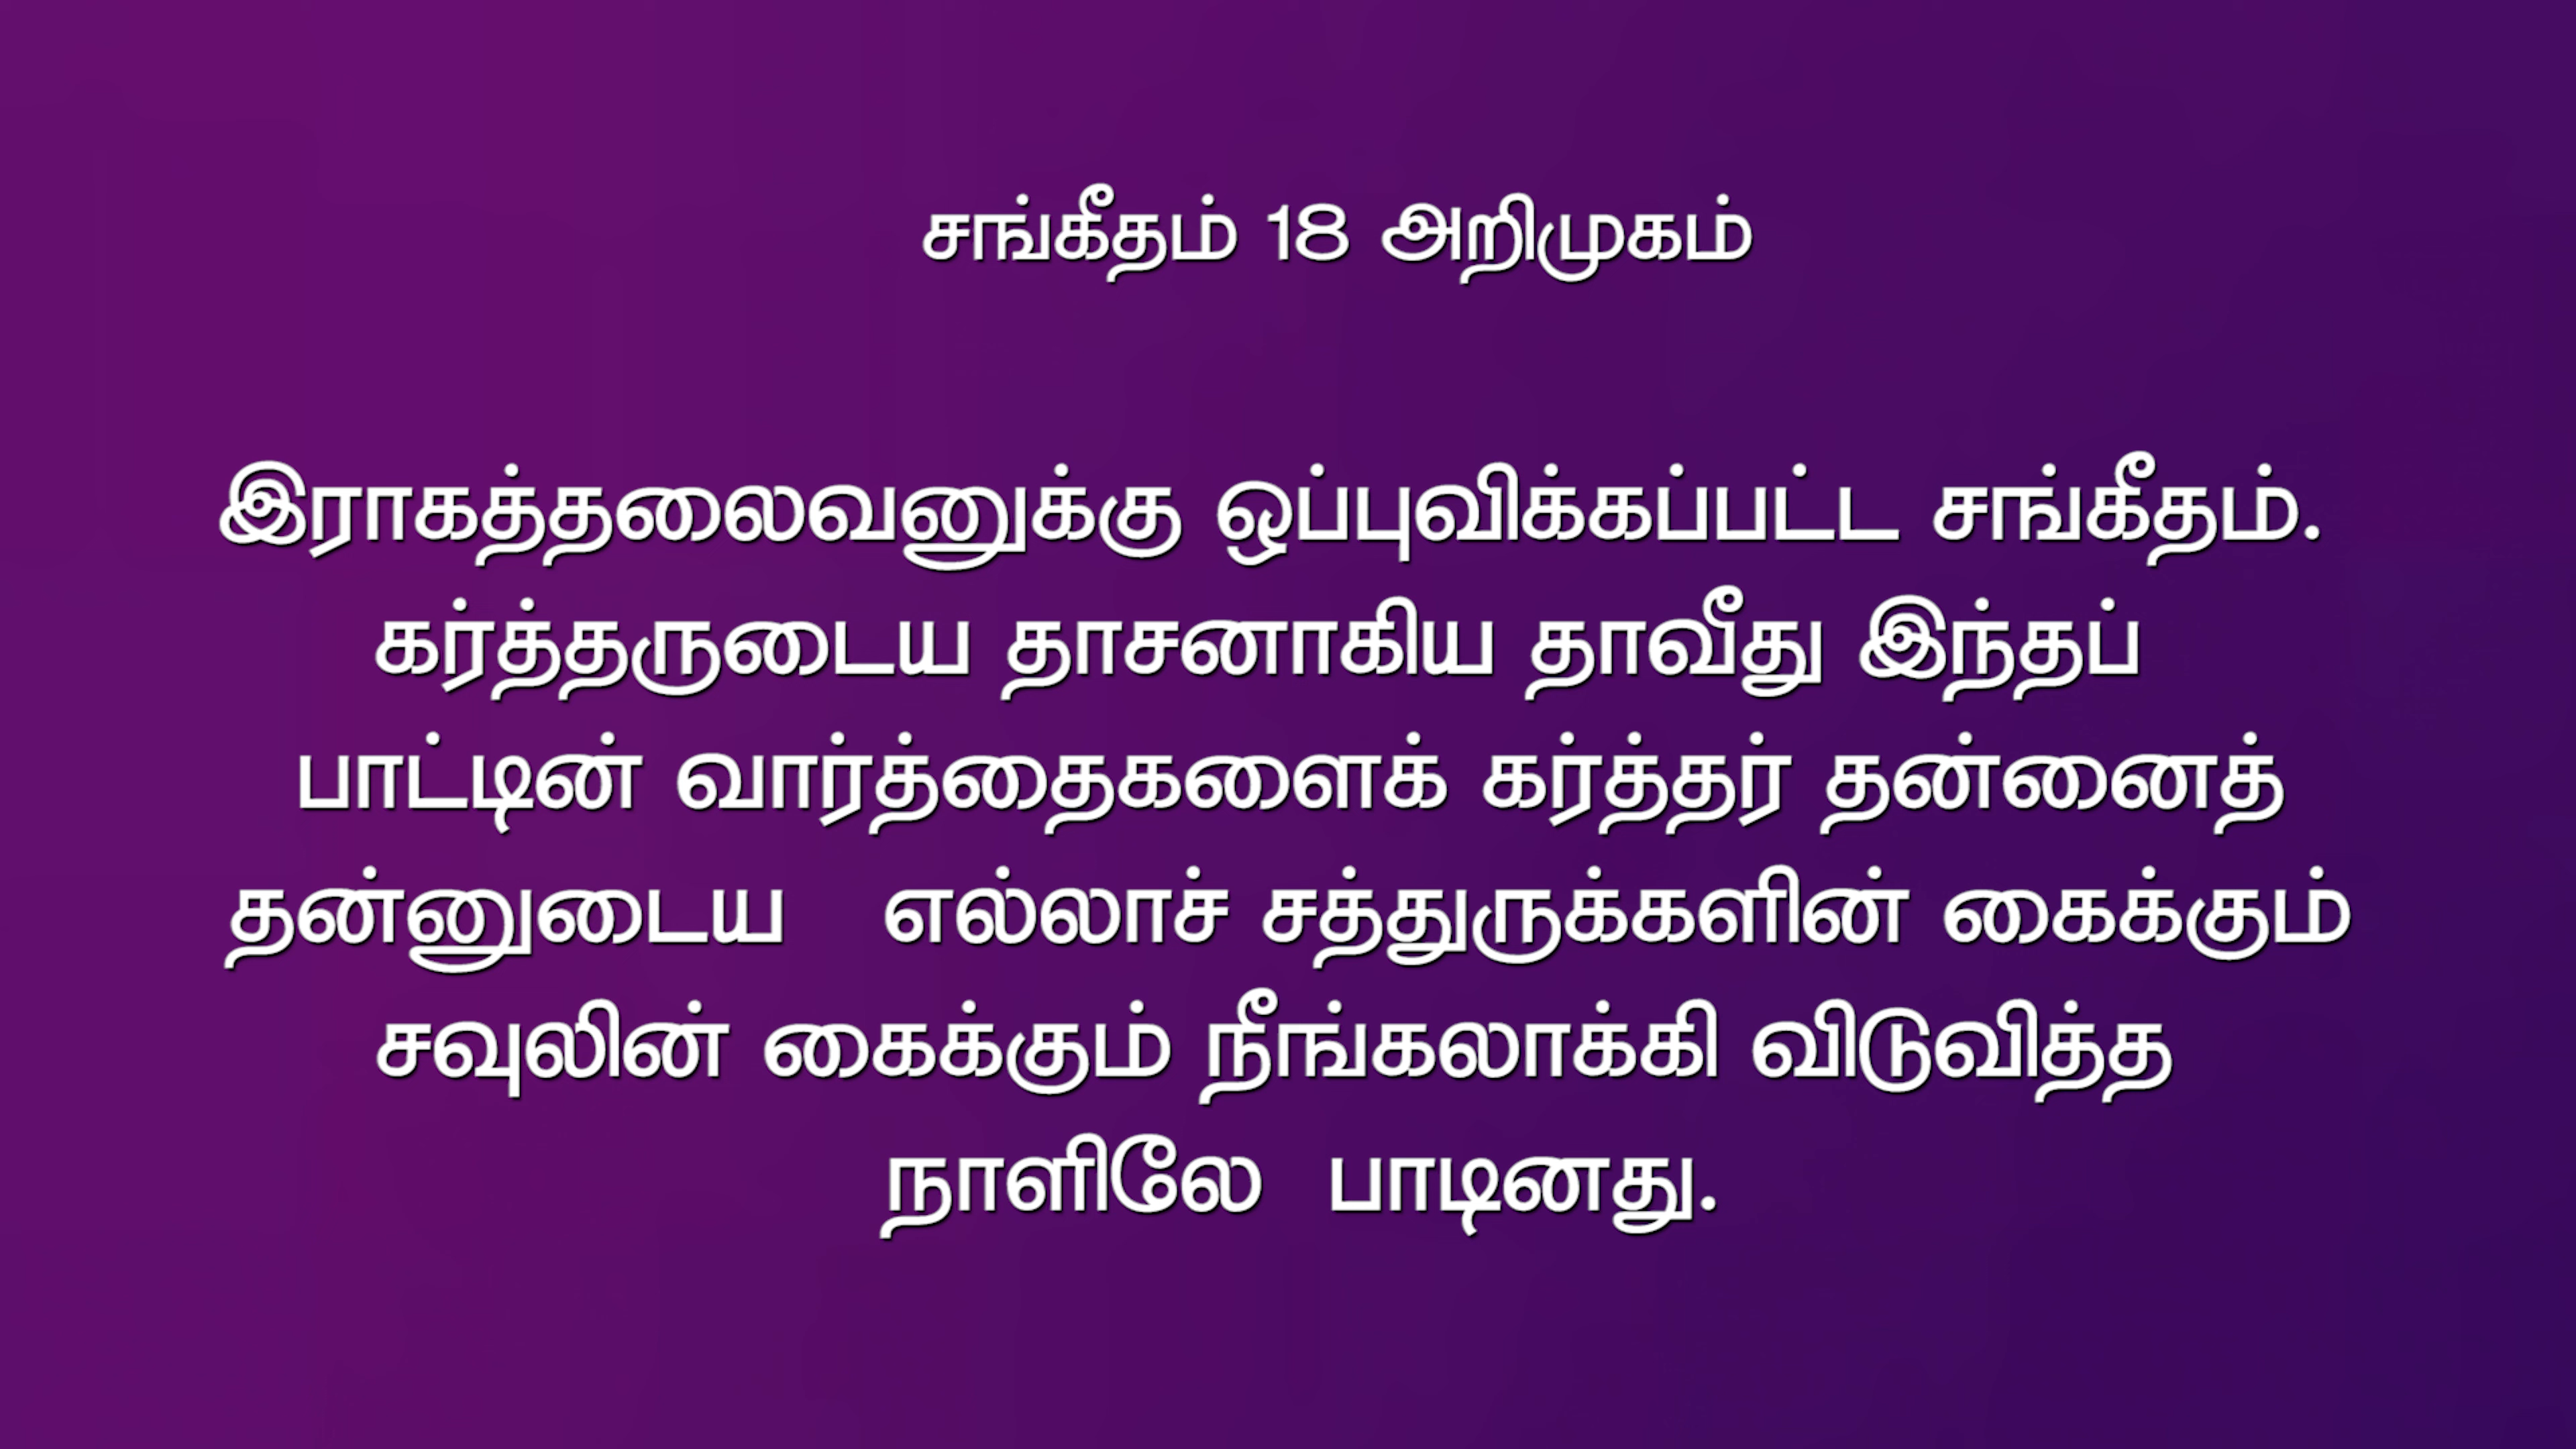 சங்கீதம் 18 அறிமுகம்
இராகத்தலைவனுக்கு ஒப்புவிக்கப்பட்ட சங்கீதம்.
கர்த்தருடைய தாசனாகிய தாவீது இந்தப்
பாட்டின் வார்த்தைகளைக் கர்த்தர் தன்னைத்
தன்னுடைய எல்லாச் சத்துருக்களின் கைக்கும்
சவுலின் கைக்கும் நீங்கலாக்கி விடுவித்த
நாளிலே பாடினது.